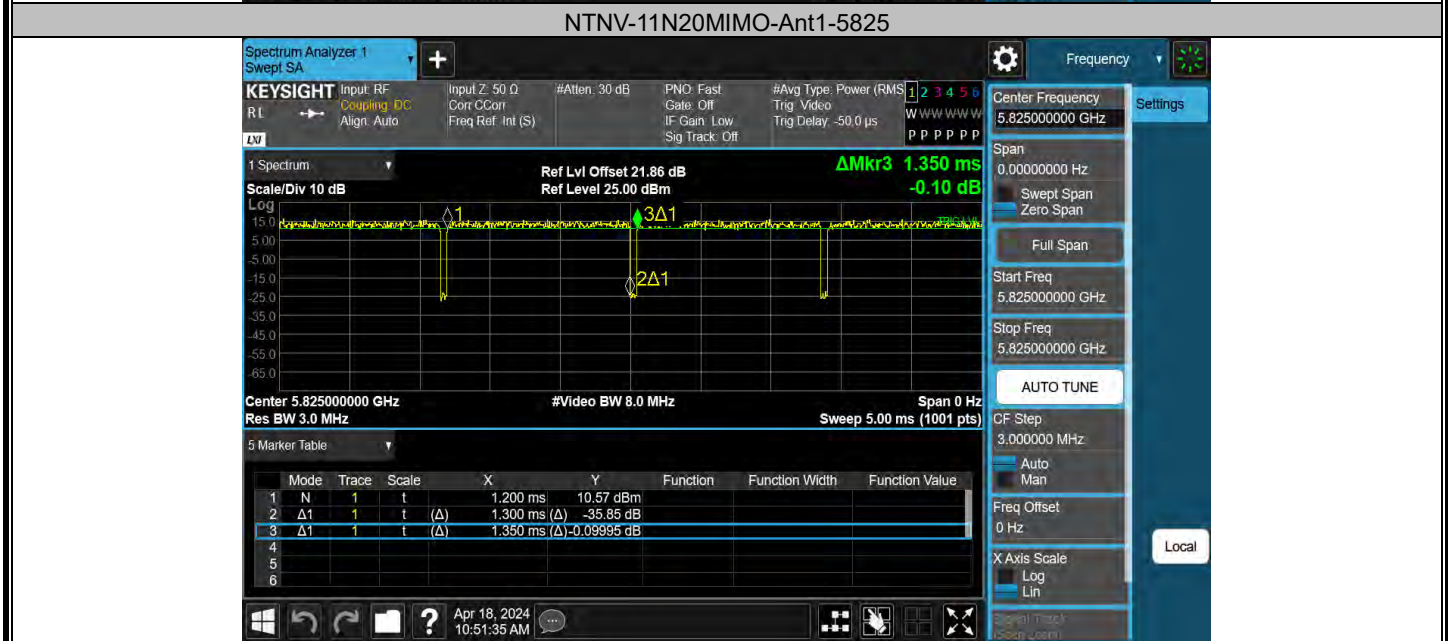 NTNV-11N20MIMO-Ant1-5825
Spectrum Analyzer 1
Swept SA
+
Frequency
KEYSIGHT
RL
LXI
Input: RF
Coupling: DC
Align: Auto
Input Z: 50 Ω
Corr CCorr
Freq Ref: Int (S)
#Atten: 30 dB
PNO: Fast
Gate: Off
IF Gain: Low
Sig Track: Off
#Avg Type: Power (RMS
Trig: Video
Trig Delay: -50.0 µs
1 2 3 4 5 6
W W W W W W
P P P P P P
Center Frequency
5.825000000 GHz
Settings
1 Spectrum
Scale/Div 10 dB
Log
Ref Lvl Offset 21.86 dB
Ref Level 25.00 dBm
ΔMkr3 1.350 ms
-0.10 dB
15.0
5.00
-5.00
-15.0
-25.0
-35.0
-45.0
-55.0
-65.0
1
3Δ1
2Δ1
TRIG LVL
Center 5.825000000 GHz
Res BW 3.0 MHz
#Video BW 8.0 MHz
Span 0 Hz
Sweep 5.00 ms (1001 pts)
Span
0.00000000 Hz
Swept Span
Zero Span
Full Span
Start Freq
5.825000000 GHz
Stop Freq
5.825000000 GHz
AUTO TUNE
CF Step
3.000000 MHz
Auto
Man
Freq Offset
0 Hz
X Axis Scale
Log
Lin
Signal Track
(Span Zoom)
Local
5 Marker Table
Mode Trace Scale X Y Function Function Width Function Value
1 N 1 t 1.200 ms 10.57 dBm
2 Δ1 1 t (Δ) 1.300 ms (Δ) -35.85 dB
3 Δ1 1 t (Δ) 1.350 ms (Δ) -0.09995 dB
4
5
6
?
Apr 18, 2024
10:51:35 AM